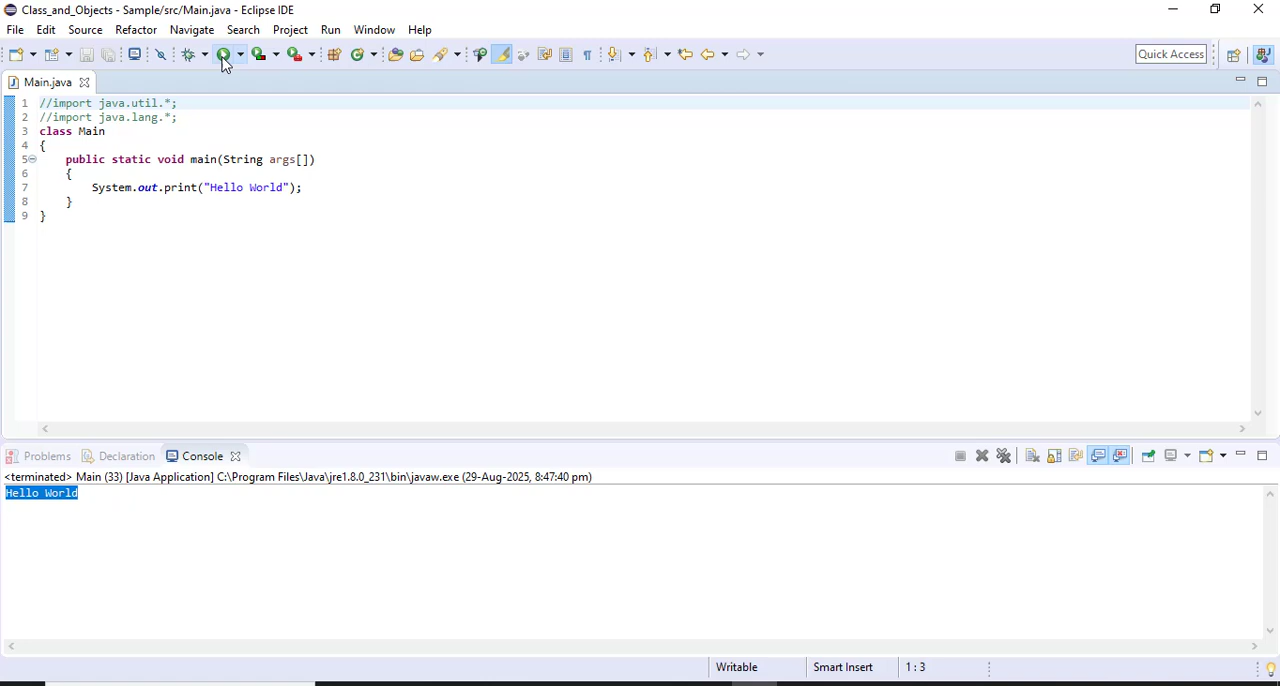 Class_and_Objects - Sample/src/Main.java - Eclipse IDE
File Edit Source Refactor Navigate Search Project Run Window Help
Quick Access
Main.java
1 //import java.util.*;
2 //import java.lang.*;
3 class Main
4 {
5 public static void main(String args[])
6 {
7 System.out.print("Hello World");
8 }
9 }
Problems Declaration Console
<terminated> Main (33) [Java Application] C:\Program Files\Java\jre1.8.0_231\bin\javaw.exe (29-Aug-2025, 8:47:40 pm)
Hello World
Writable Smart Insert 1 : 3